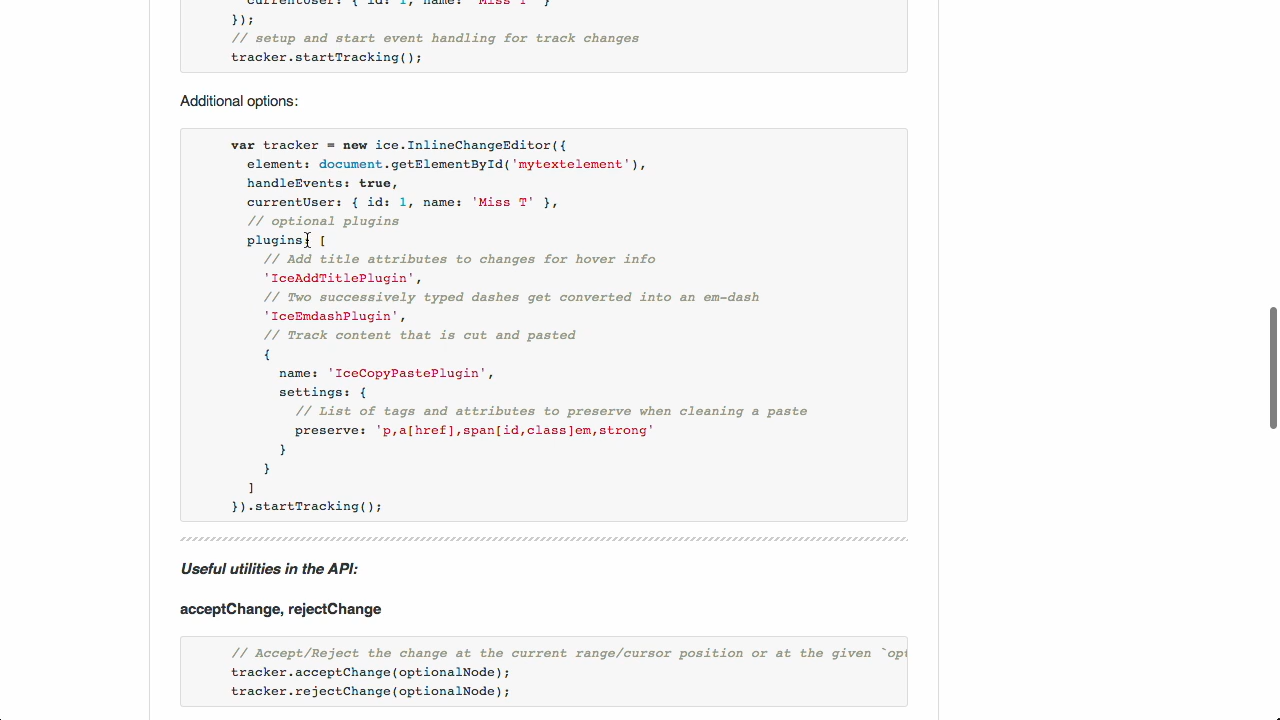 currentUser: { id: 1, name: 'Miss T' }
});
// setup and start event handling for track changes
tracker.startTracking();
Additional options:
var tracker = new ice.InlineChangeEditor({
element: document.getElementById('mytextelement'),
handleEvents: true,
currentUser: { id: 1, name: 'Miss T' },
// optional plugins
plugins: [
// Add title attributes to changes for hover info
'IceAddTitlePlugin',
// Two successively typed dashes get converted into an em-dash
'IceEmdashPlugin',
// Track content that is cut and pasted
{
name: 'IceCopyPastePlugin',
settings: {
// List of tags and attributes to preserve when cleaning a paste
preserve: 'p,a[href],span[id,class]em,strong'
}
}
]
}).startTracking();
Useful utilities in the API:
acceptChange, rejectChange
// Accept/Reject the change at the current range/cursor position or at the given `opt
tracker.acceptChange(optionalNode);
tracker.rejectChange(optionalNode);